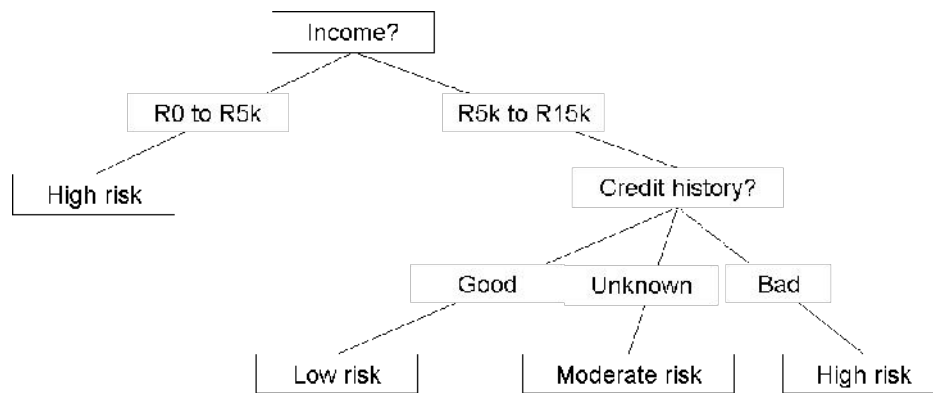 Income?
R0 to R5k
R5k to R15k
High risk
Credit history?
Good
Unknown
Bad
Low risk
Moderate risk
High risk